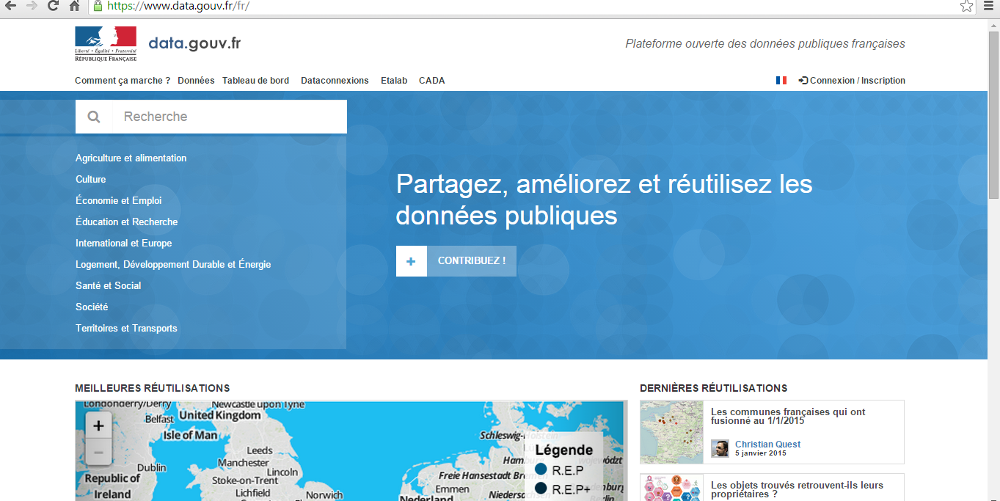 https://www.data.gouv.fr/fr/
Liberté • Égalité • Fraternité
RÉPUBLIQUE FRANÇAISE
data.gouv.fr
Plateforme ouverte des données publiques françaises
Comment ça marche ? Données Tableau de bord Dataconnexions Etalab CADA
Connexion / Inscription
Recherche
Agriculture et alimentation
Culture
Économie et Emploi
Éducation et Recherche
International et Europe
Logement, Développement Durable et Énergie
Santé et Social
Société
Territoires et Transports
Partagez, améliorez et réutilisez les
données publiques
+ CONTRIBUEZ !
MEILLEURES RÉUTILISATIONS
Londonderry/Derry
Newcastle upon Tyne
Belfast
United Kingdom
Isle of Man
Leeds
Manchester
Lincoln
Dublin
Stoke-on-Trent
Republic of
Ireland
Lichfield
Norwich
Schleswig-Holstein
Freie Hansestadt
Emmen
Nederland
+
−
Légende
R.E.P
R.E.P+
DERNIÈRES RÉUTILISATIONS
Les communes françaises qui ont
fusionné au 1/1/2015
Christian Quest
5 janvier 2015
Les objets trouvés retrouvent-ils leurs
propriétaires ?